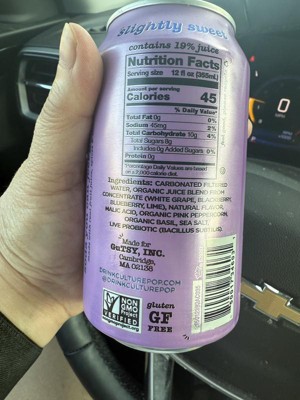 slightly sweet
contains 19% juice
Nutrition Facts
Serving size 12 fl oz (355mL)
Amount per serving
Calories 45
% Daily Value*
Total Fat 0g 0%
Sodium 45mg 2%
Total Carbohydrate 10g 4%
Total Sugars 8g
Includes 0g Added Sugars 0%
Protein 0g
*Percentage Daily Values are based
on a 2,000 calorie diet.
Ingredients: CARBONATED FILTERED
WATER, ORGANIC JUICE BLEND FROM
CONCENTRATE (WHITE GRAPE, BLACKBERRY,
BLUEBERRY, LIME), NATURAL FLAVOR,
MALIC ACID, ORGANIC PINK PEPPERCORN,
ORGANIC BASIL, SEA SALT,
LIVE PROBIOTIC (BACILLUS SUBTILIS).
Made for
GuTSY, INC.
Cambridge,
MA 02138
DRINKCULTUREPOP.COM
@DRINKCULTUREPOP
NON
GMO
Project
VERIFIED
gluten
GF
FREE